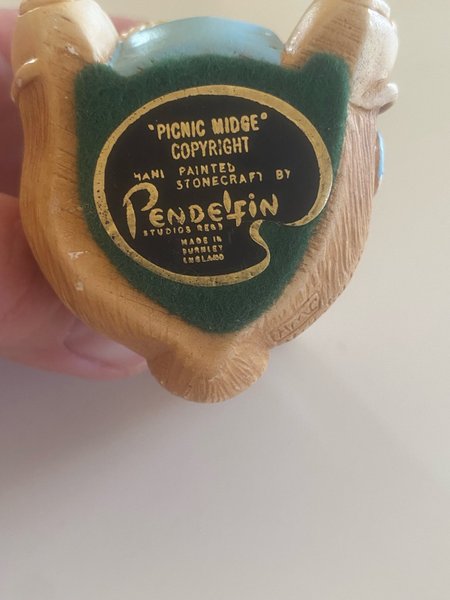 "PICNIC MIDGE"
COPYRIGHT
HAND PAINTED
STONECRAFT BY
PENDELFIN
STUDIOS REGD
MADE IN
BURNLEY
ENGLAND